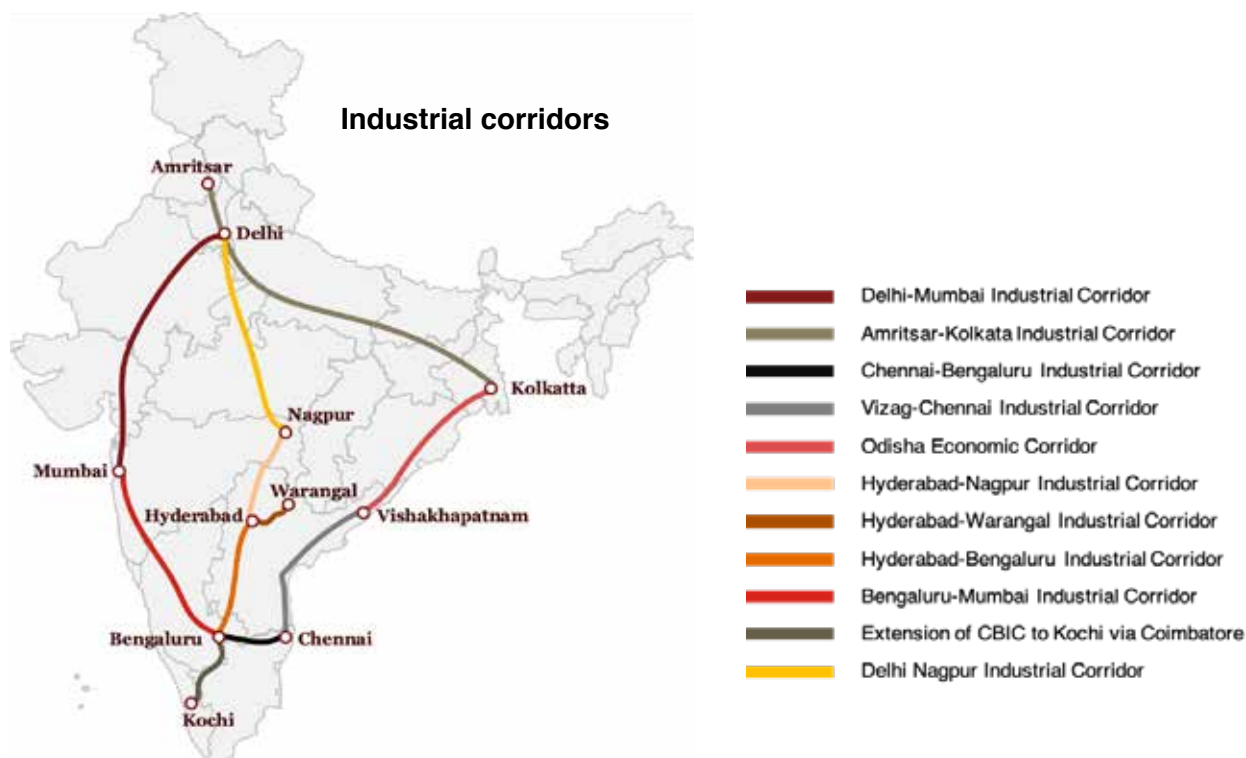 Industrial corridors
Amritsar
Delhi
Kolkatta
Nagpur
Mumbai
Warangal
Hyderabad
Vishakhapatnam
Bengaluru
Chennai
Kochi
Delhi-Mumbai Industrial Corridor
Amritsar-Kolkata Industrial Corridor
Chennai-Bengaluru Industrial Corridor
Vizag-Chennai Industrial Corridor
Odisha Economic Corridor
Hyderabad-Nagpur Industrial Corridor
Hyderabad-Warangal Industrial Corridor
Hyderabad-Bengaluru Industrial Corridor
Bengaluru-Mumbai Industrial Corridor
Extension of CBIC to Kochi via Coimbatore
Delhi Nagpur Industrial Corridor